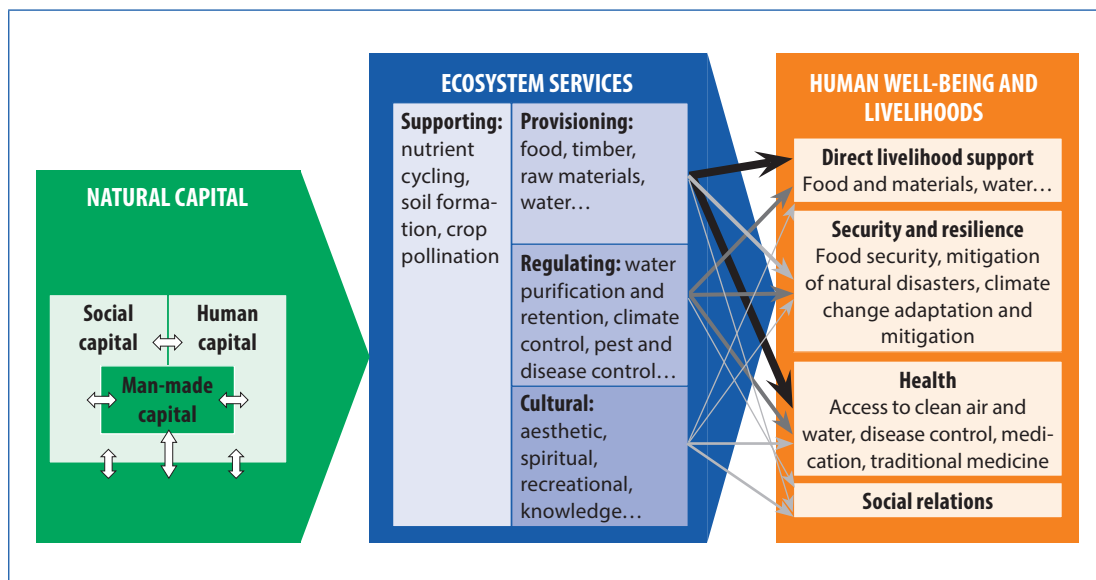 NATURAL CAPITAL
Social
capital
Human
capital
Man-made
capital
ECOSYSTEM SERVICES
Supporting:
nutrient
cycling,
soil forma-
tion, crop
pollination
Provisioning:
food, timber,
raw materials,
water…
Regulating: water
purification and
retention, climate
control, pest and
disease control…
Cultural:
aesthetic,
spiritual,
recreational,
knowledge…
HUMAN WELL-BEING AND
LIVELIHOODS
Direct livelihood support
Food and materials, water…
Security and resilience
Food security, mitigation
of natural disasters, climate
change adaptation and
mitigation
Health
Access to clean air and
water, disease control, medi-
cation, traditional medicine
Social relations